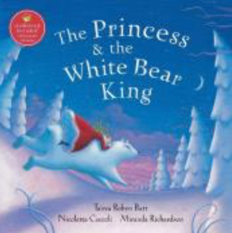 The Princess
& the
White Bear
King
Tanya Robyn Batt
Nicoletta Ceccoli Miranda Richardson